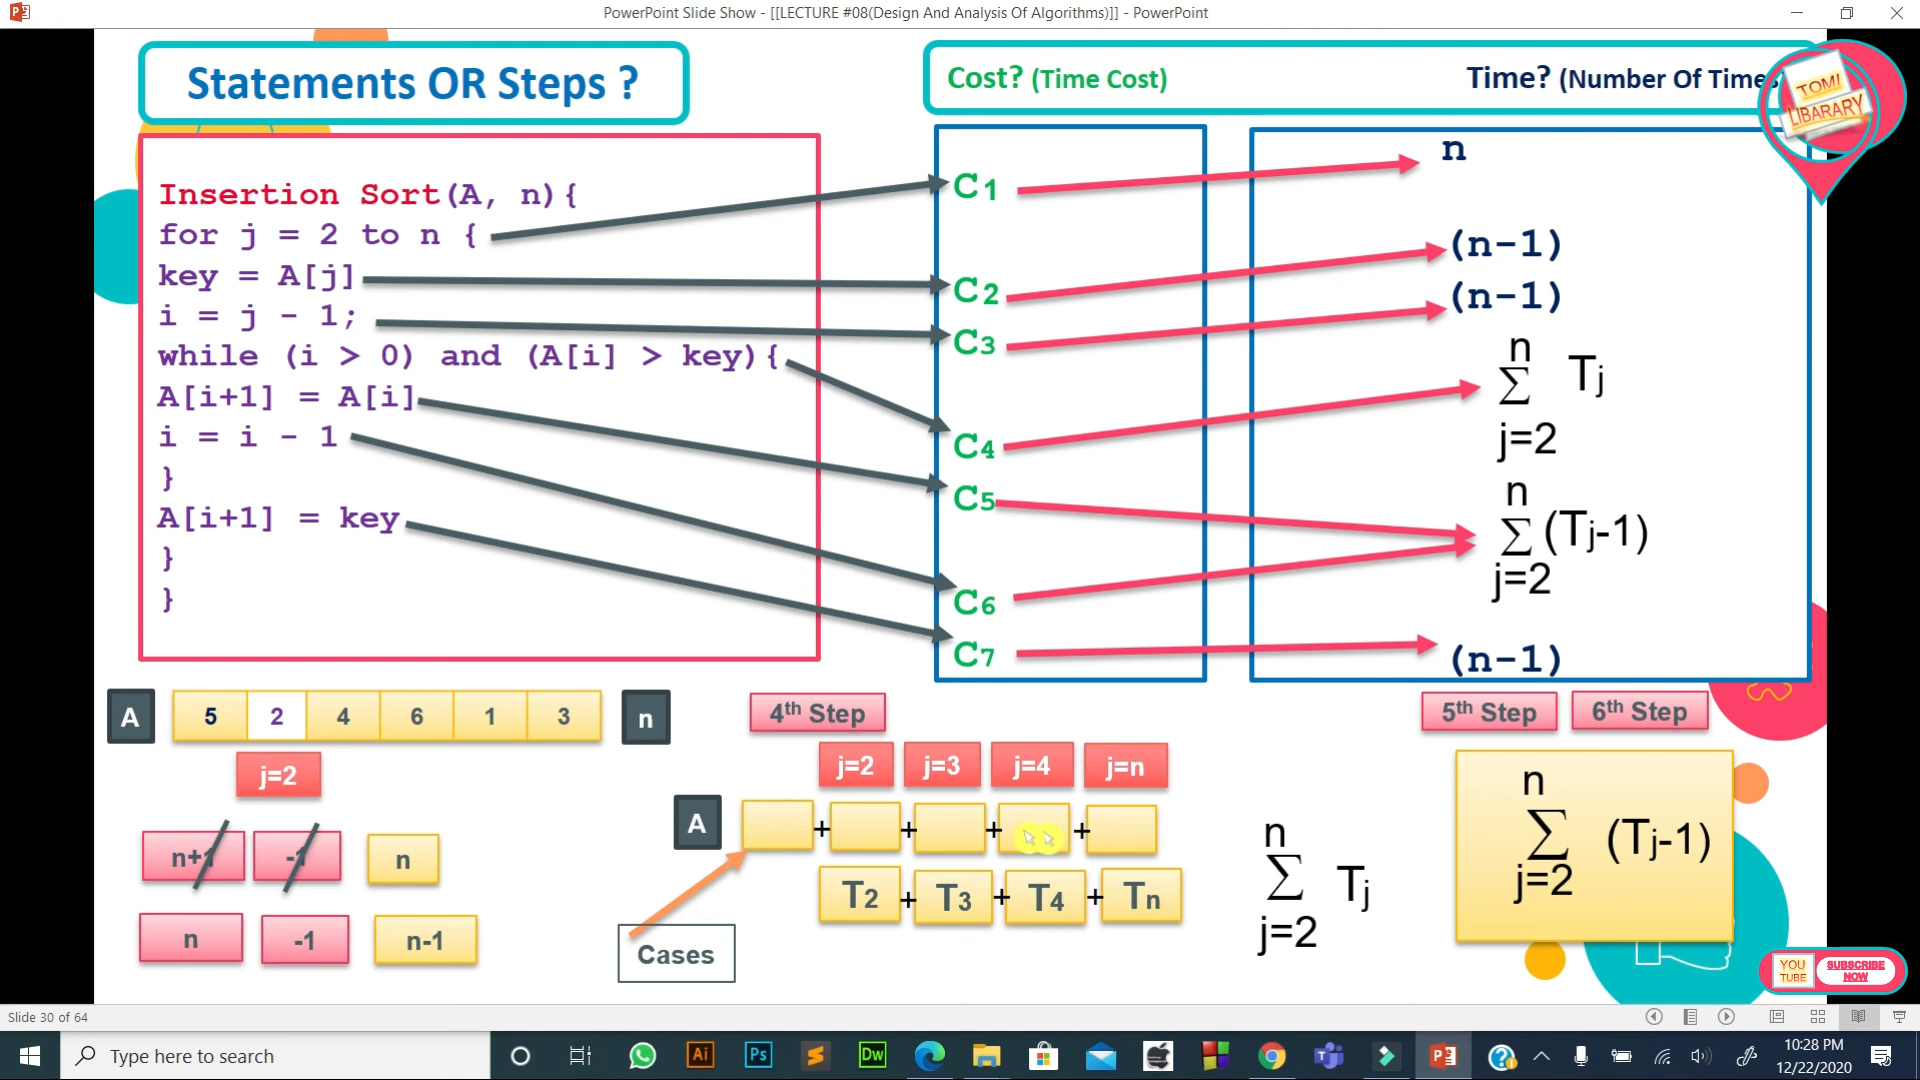 PowerPoint Slide Show - [[LECTURE #08(Design And Analysis Of Algorithms)]] - PowerPoint
Statements OR Steps ?
Cost? (Time Cost)
Time? (Number Of Times
TOMI
LIBARARY
Insertion Sort(A, n){
for j = 2 to n {
key = A[j]
i = j - 1;
while (i > 0) and (A[i] > key){
A[i+1] = A[i]
i = i - 1
}
A[i+1] = key
}
}
C1
C2
C3
C4
C5
C6
C7
n
(n-1)
(n-1)
n
∑ Tj
j=2
n
∑(Tj-1)
j=2
(n-1)
A 5 2 4 6 1 3 n
j=2
n+1 -1 n
n -1 n-1
4th Step
j=2 j=3 j=4 j=n
A + + + +
T2 + T3 + T4 + Tn
Cases
n
∑ Tj
j=2
5th Step 6th Step
n
∑ (Tj-1)
j=2
YOU
TUBE
SUBSCRIBE
NOW
Slide 30 of 64
Type here to search
Ai
Ps
Dw
10:28 PM
12/22/2020